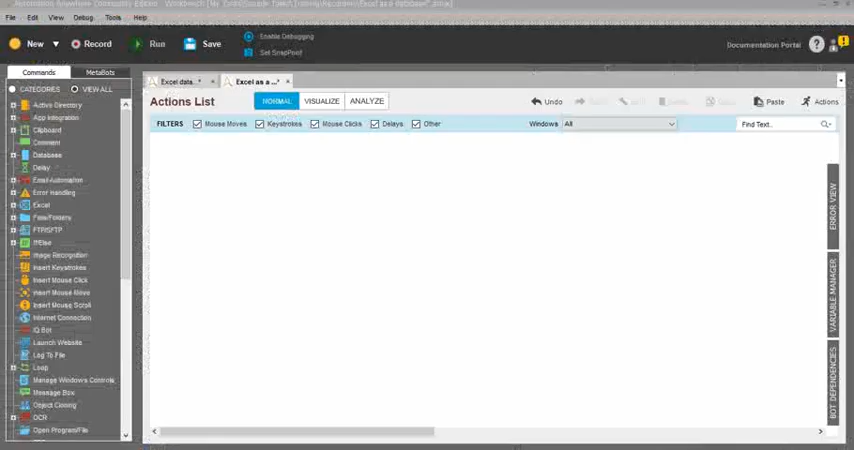 Automation Anywhere Community Edition - Workbench
File Edit View Debug Tools Help
New Record Run Save Enable Debugging
Set SnapPoint
Documentation Portal
Commands MetaBots
Excel data...* Excel as a ...*
CATEGORIES VIEW ALL
Actions List NORMAL VISUALIZE ANALYZE Undo Paste Actions
FILTERS Mouse Moves Keystrokes Mouse Clicks Delays Other Windows All Find Text..
Active Directory
App Integration
Clipboard
Comment
Database
Delay
Email Automation
Error Handling
Excel
Files/Folders
FTP/SFTP
If/Else
Image Recognition
Insert Keystrokes
Insert Mouse Click
Insert Mouse Move
Insert Mouse Scroll
Internet Connection
IQ Bot
Launch Website
Log To File
Loop
Manage Windows Controls
Message Box
Object Cloning
OCR
Open Program/File
ERROR VIEW
VARIABLE MANAGER
BOT DEPENDENCIES